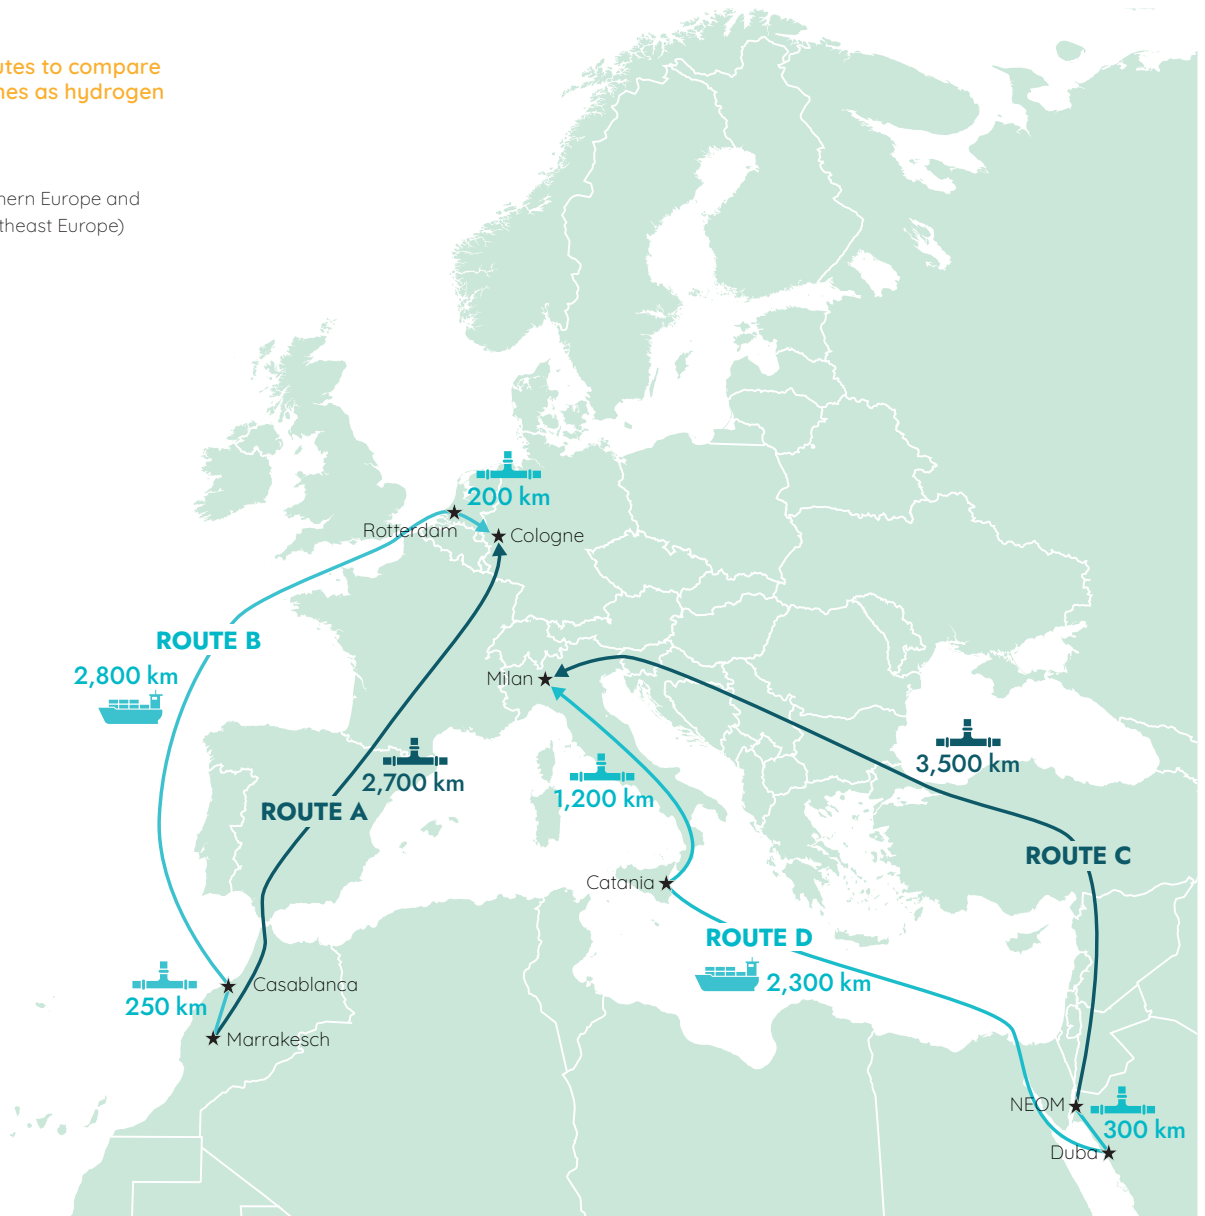 utes to compare
nes as hydrogen
hern Europe and
theast Europe)
200 km
Rotterdam
Cologne
ROUTE B
2,800 km
Milan
3,500 km
2,700 km
1,200 km
ROUTE A
ROUTE C
Catania
ROUTE D
2,300 km
Casablanca
250 km
Marrakesch
NEOM
300 km
Duba